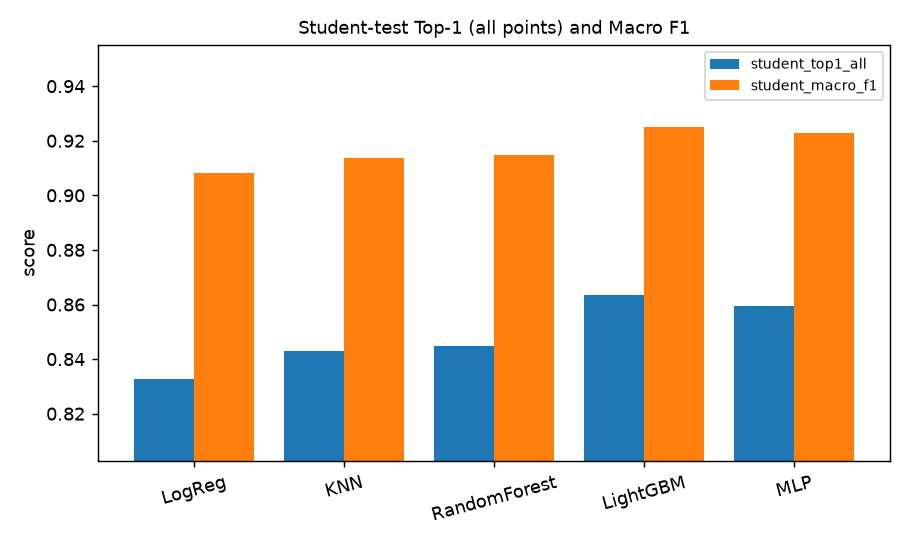 Student-test Top-1 (all points) and Macro F1
student_top1_all
student_macro_f1
score
0.94
0.92
0.90
0.88
0.86
0.84
0.82
LogReg
KNN
RandomForest
LightGBM
MLP